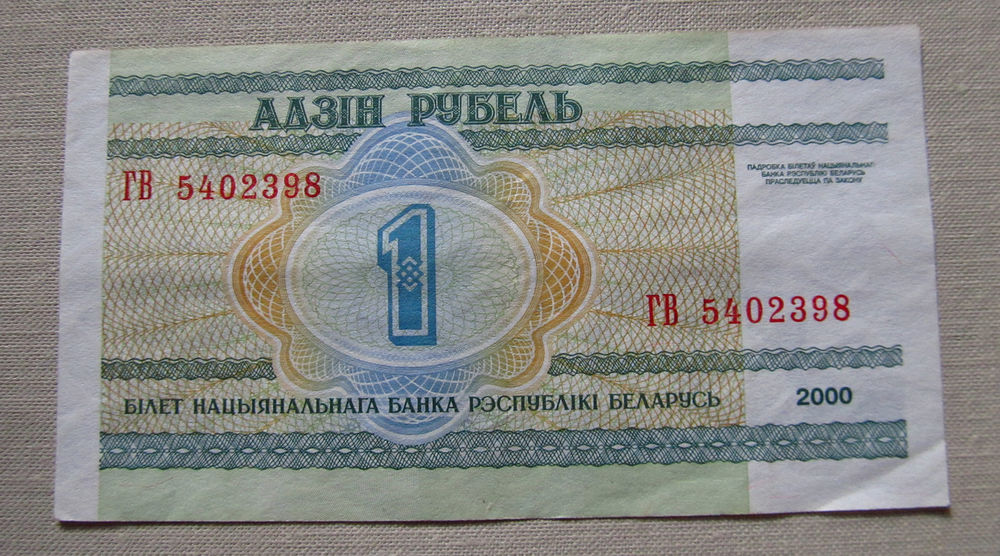 АДЗІН РУБЕЛЬ
ГВ 5402398
ПАДРОБКА БІЛЕТАЎ НАЦЫЯНАЛЬНАГА
БАНКА РЭСПУБЛІКІ БЕЛАРУСЬ
ПРАСЛЕДУЕЦЦА ПА ЗАКОНУ
1
ГВ 5402398
БІЛЕТ НАЦЫЯНАЛЬНАГА БАНКА РЭСПУБЛІКІ БЕЛАРУСЬ
2000